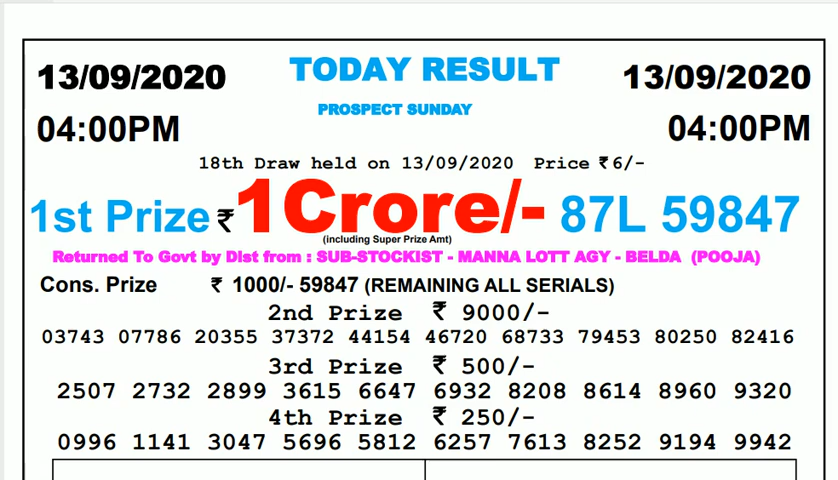 13/09/2020 TODAY RESULT 13/09/2020
PROSPECT SUNDAY
04:00PM 04:00PM
18th Draw held on 13/09/2020 Price ₹6/-
1st Prize ₹1Crore/- 87L 59847
(including Super Prize Amt)
Returned To Govt by Dist from : SUB-STOCKIST - MANNA LOTT AGY - BELDA (POOJA)
Cons. Prize ₹ 1000/- 59847 (REMAINING ALL SERIALS)
2nd Prize ₹ 9000/-
03743 07786 20355 37372 44154 46720 68733 79453 80250 82416
3rd Prize ₹ 500/-
2507 2732 2899 3615 6647 6932 8208 8614 8960 9320
4th Prize ₹ 250/-
0996 1141 3047 5696 5812 6257 7613 8252 9194 9942